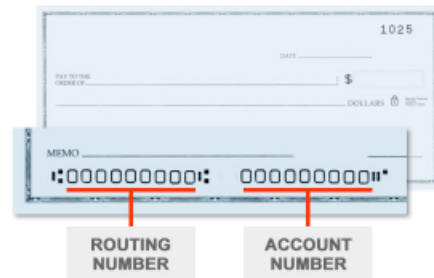 1025
DATE
PAY TO THE
ORDER OF
$
DOLLARS
MEMO
⑆000000000⑆ 000000000⑈
ROUTING
NUMBER
ACCOUNT
NUMBER